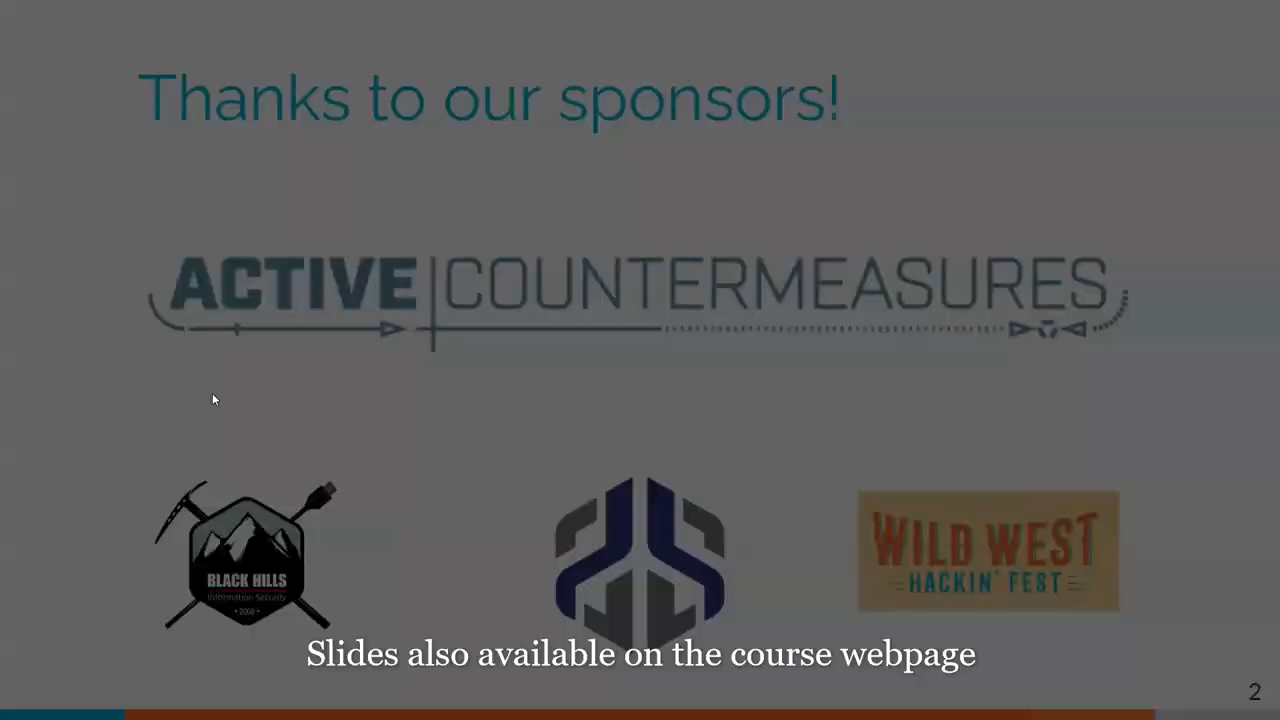 Thanks to our sponsors!
ACTIVE COUNTERMEASURES
BLACK HILLS
Information Security
• 2008 •
WILD WEST
HACKIN' FEST
Slides also available on the course webpage
2